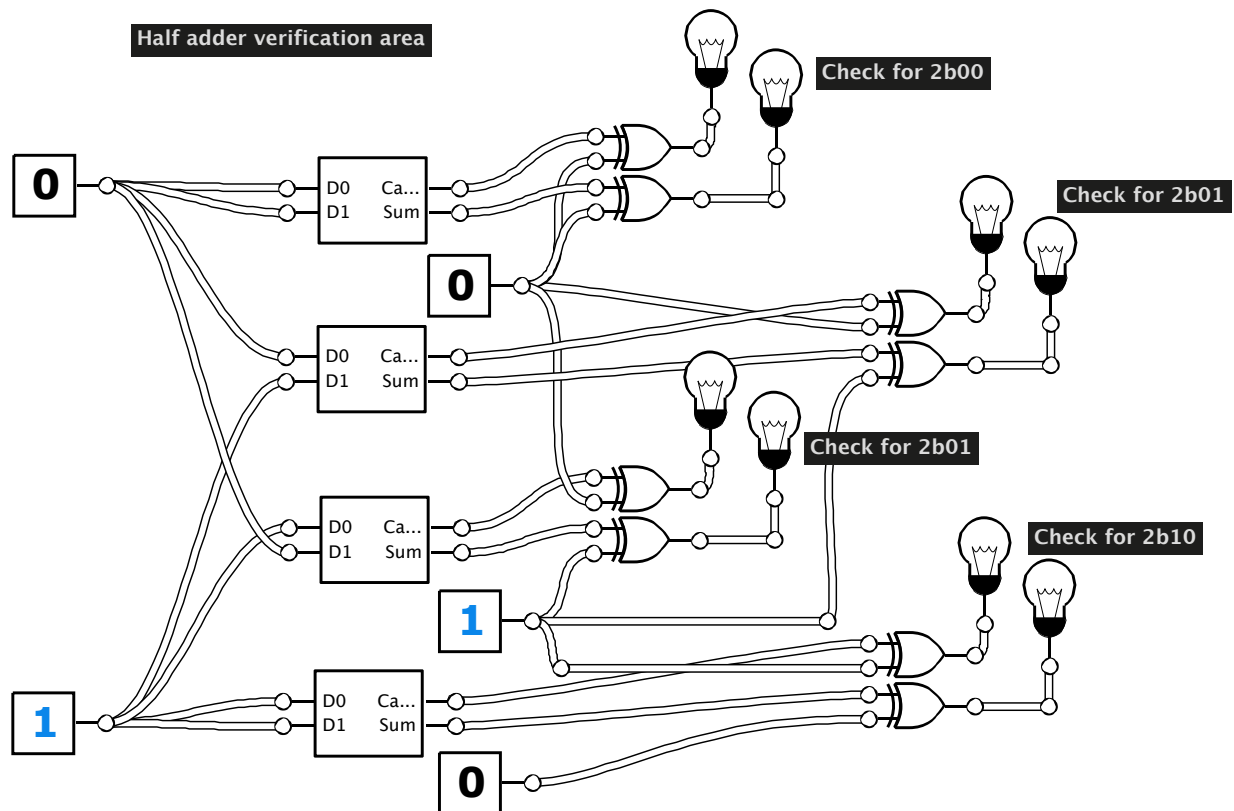 Half adder verification area
Check for 2b00
0
D0 Ca...
D1 Sum
Check for 2b01
0
D0 Ca...
D1 Sum
Check for 2b01
D0 Ca...
D1 Sum
Check for 2b10
1
1
D0 Ca...
D1 Sum
0